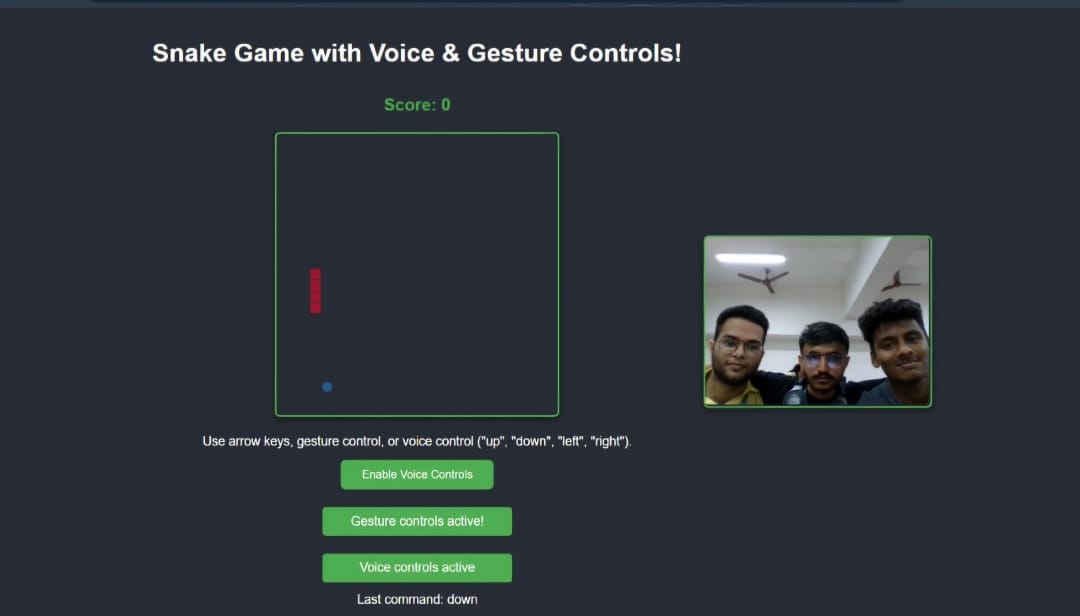 Snake Game with Voice & Gesture Controls!
Score: 0
Use arrow keys, gesture control, or voice control ("up", "down", "left", "right").
Enable Voice Controls
Gesture controls active!
Voice controls active
Last command: down